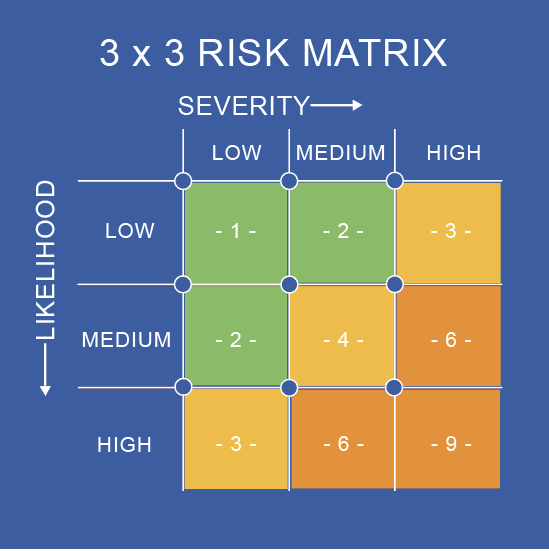 3 x 3 RISK MATRIX
SEVERITY
LOW MEDIUM HIGH
LIKELIHOOD
LOW - 1 - - 2 - - 3 -
MEDIUM - 2 - - 4 - - 6 -
HIGH - 3 - - 6 - - 9 -